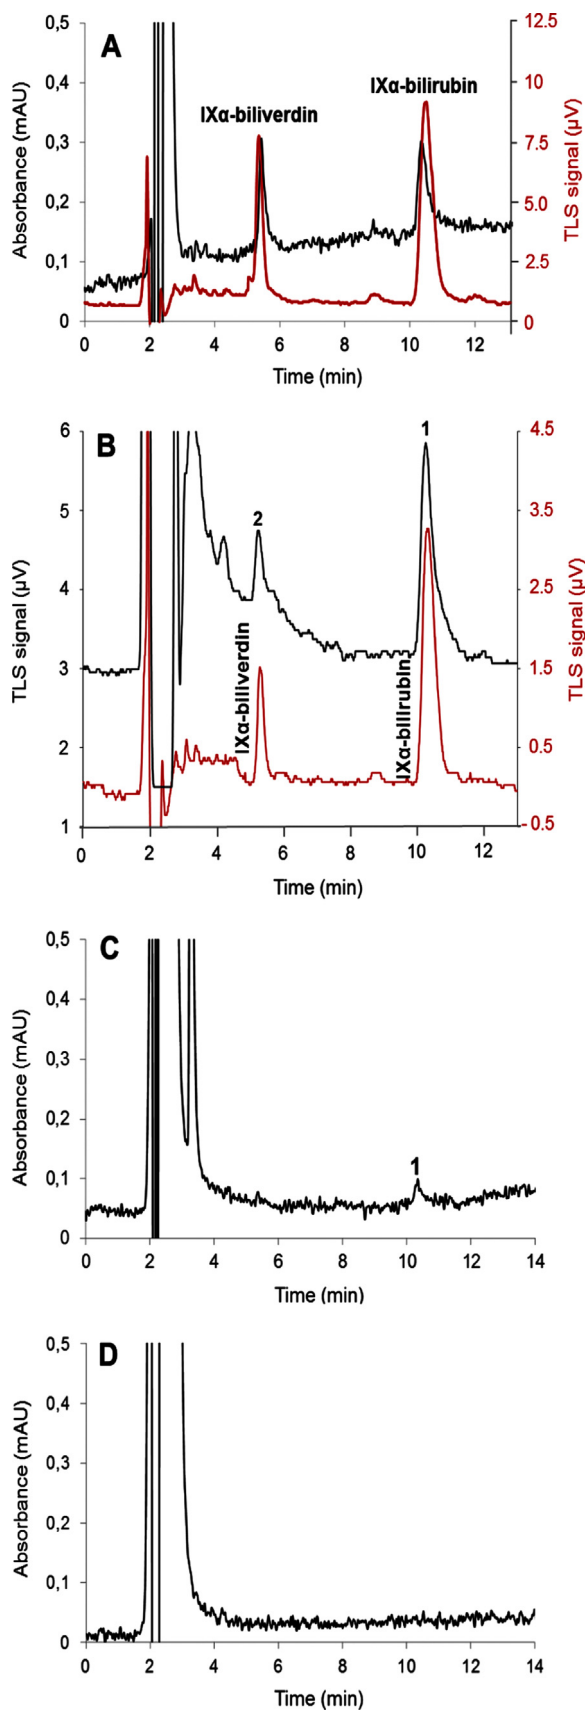 A
Absorbance (mAU)
0,5
0,4
0,3
0,2
0,1
0
IXα-biliverdin
IXα-bilirubin
12.5
10
7.5
5.0
2.5
0
TLS signal (µV)
0 2 4 6 8 10 12
Time (min)
B
TLS signal (µV)
6
5
4
3
2
1
2
1
IXα-biliverdin
IXα-bilirubin
4.5
3.5
2.5
1.5
0.5
-0.5
TLS signal (µV)
0 2 4 6 8 10 12
Time (min)
C
Absorbance (mAU)
0,5
0,4
0,3
0,2
0,1
0
1
0 2 4 6 8 10 12 14
Time (min)
D
Absorbance (mAU)
0,5
0,4
0,3
0,2
0,1
0
0 2 4 6 8 10 12 14
Time (min)